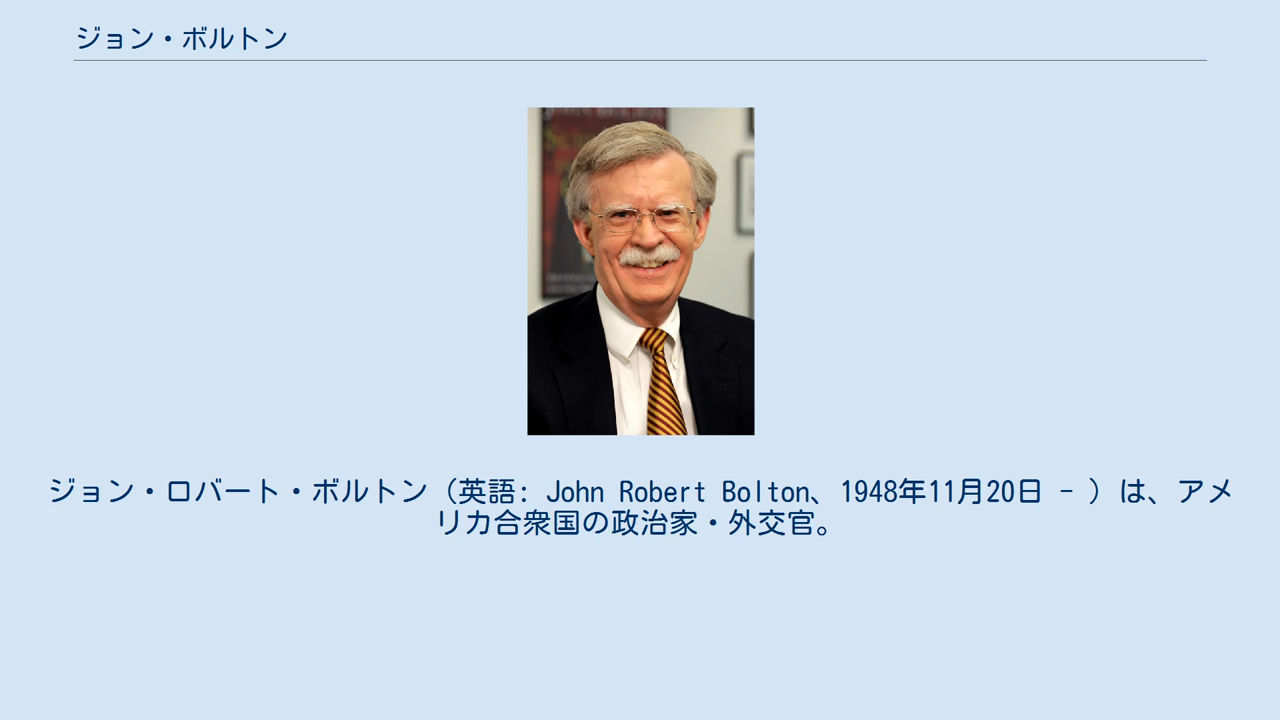 ジョン・ボルトン
ジョン・ロバート・ボルトン（英語: John Robert Bolton、1948年11月20日 - ）は、アメ
リカ合衆国の政治家・外交官。